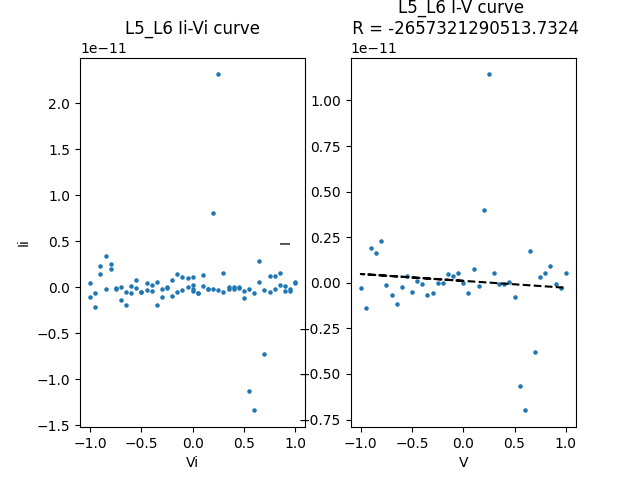 L5_L6 Ii-Vi curve
1e−11
2.0
1.5
1.0
0.5
0.0
−0.5
−1.0
−1.5
Ii
−1.0 −0.5 0.0 0.5 1.0
Vi
L5_L6 I-V curve
R = -2657321290513.7324
1e−11
1.00
0.75
0.50
0.25
0.00
−0.25
−0.50
−0.75
I
−1.0 −0.5 0.0 0.5 1.0
V